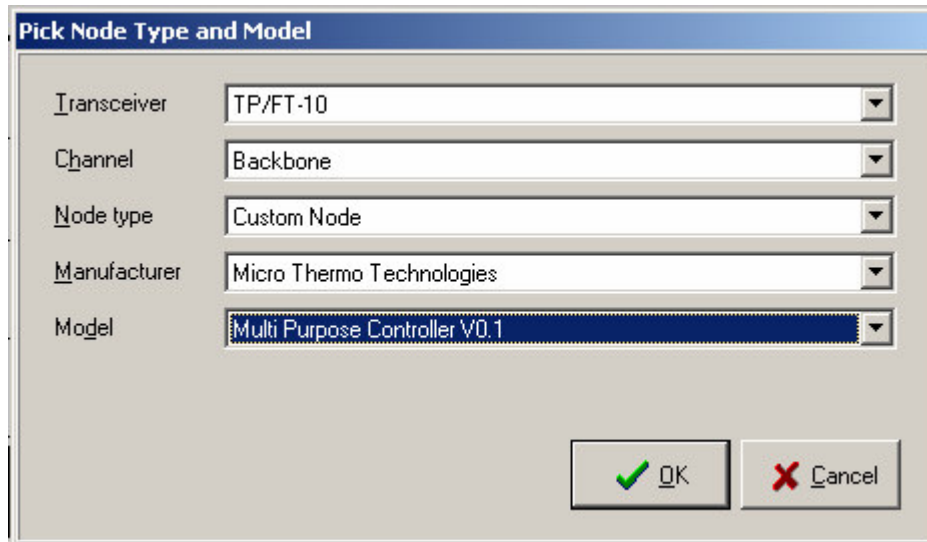 Pick Node Type and Model
Transceiver TP/FT-10
Channel Backbone
Node type Custom Node
Manufacturer Micro Thermo Technologies
Model Multi Purpose Controller V0.1
OK Cancel